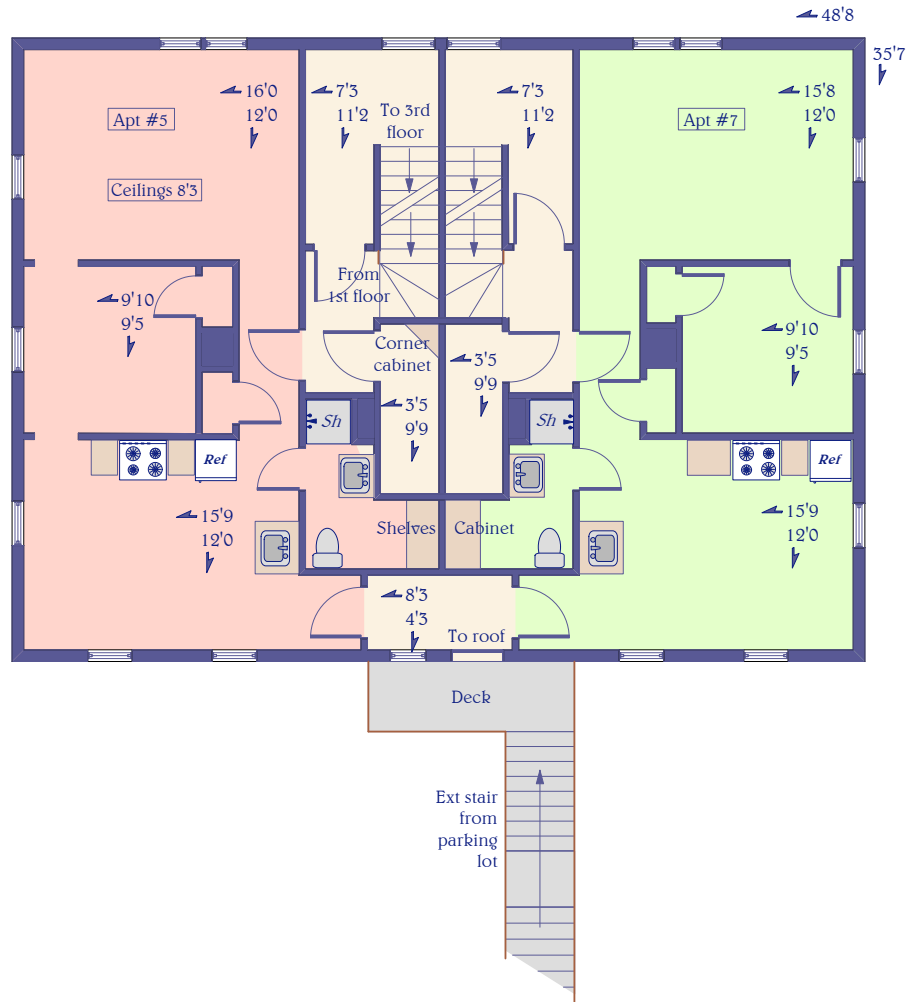 48'8
35'7
16'0
12'0
7'3
11'2
To 3rd
floor
7'3
11'2
15'8
12'0
Apt #5
Apt #7
Ceilings 8'3
From
1st floor
9'10
9'5
9'10
9'5
Corner
cabinet
3'5
9'9
3'5
9'9
Sh
Sh
Ref
Ref
15'9
12'0
Shelves
Cabinet
15'9
12'0
8'3
4'3
To roof
Deck
Ext stair
from
parking
lot